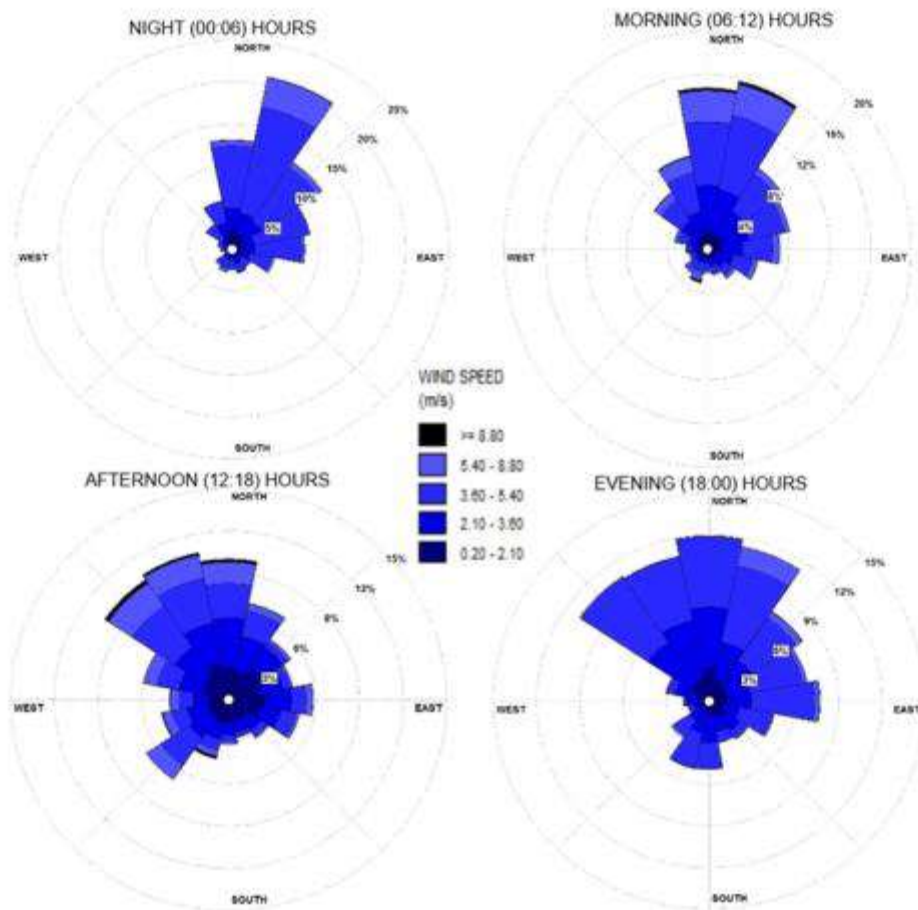 NIGHT (00:06) HOURS
NORTH
25%
20%
15%
10%
5%
WEST
EAST
SOUTH
MORNING (06:12) HOURS
NORTH
20%
16%
12%
8%
4%
WEST
EAST
SOUTH
WIND SPEED
(m/s)
>= 8.80
5.40 - 8.80
3.60 - 5.40
2.10 - 3.60
0.20 - 2.10
AFTERNOON (12:18) HOURS
NORTH
15%
12%
6%
3%
WEST
EAST
SOUTH
EVENING (18:00) HOURS
NORTH
15%
12%
9%
6%
3%
WEST
EAST
SOUTH